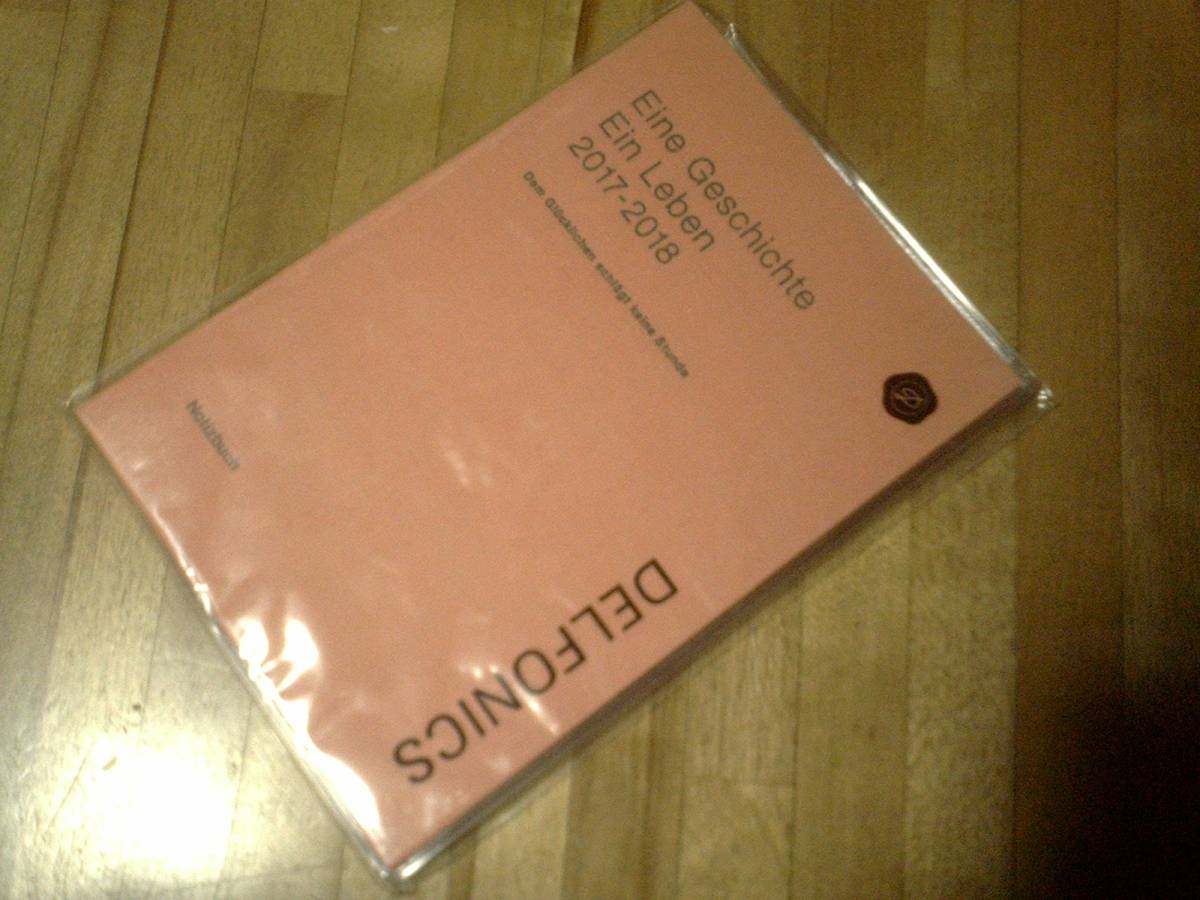 Eine Geschichte
Ein Leben
2017-2018
Dem Glücklichen schlägt keine Stunde
Notizbuch
DELFONICS